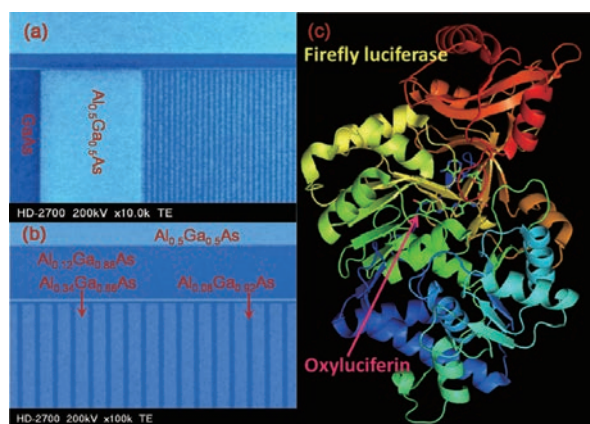 (a)
GaAs
Al0.5Ga0.5As
HD-2700 200kV x10.0k TE
(b)
Al0.5Ga0.5As
Al0.12Ga0.88As
Al0.34Ga0.66As
Al0.08Ga0.92As
HD-2700 200kV x100k TE
(c)
Firefly luciferase
Oxyluciferin